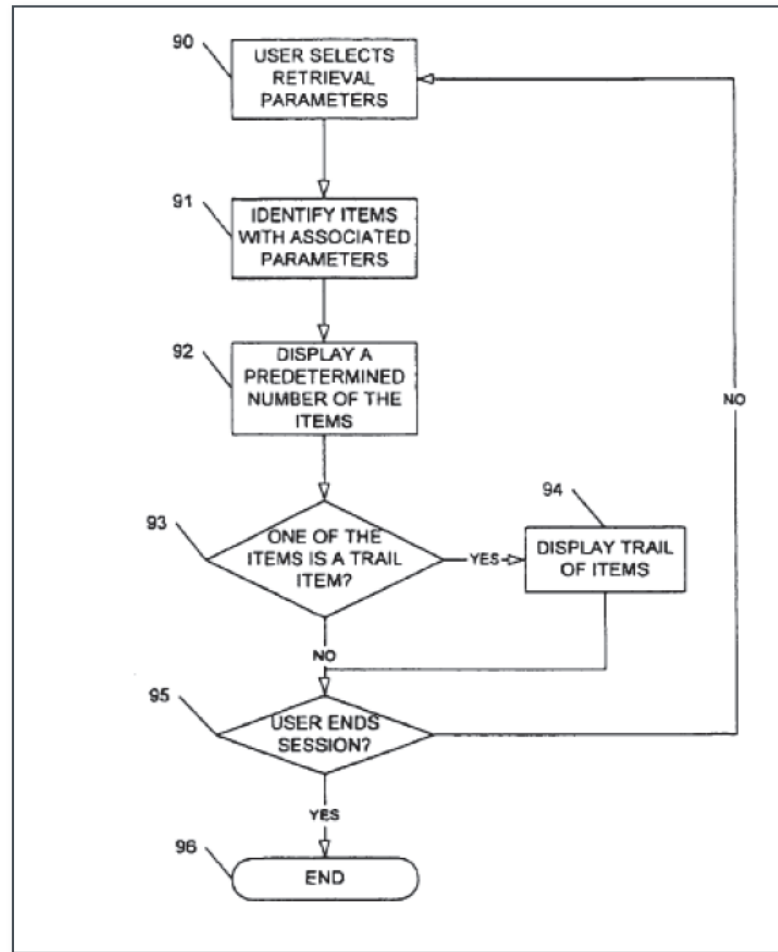 90
USER SELECTS
RETRIEVAL
PARAMETERS
91
IDENTIFY ITEMS
WITH ASSOCIATED
PARAMETERS
92
DISPLAY A
PREDETERMINED
NUMBER OF THE
ITEMS
NO
93
ONE OF THE
ITEMS IS A TRAIL
ITEM?
YES
94
DISPLAY TRAIL
OF ITEMS
NO
95
USER ENDS
SESSION?
YES
96
END